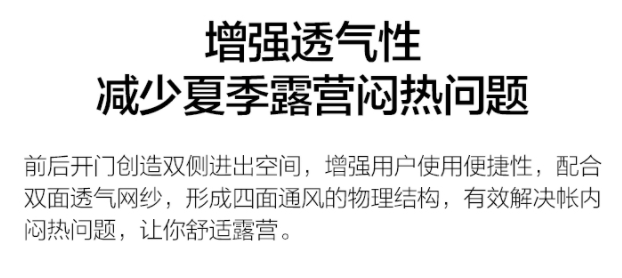 增强透气性
减少夏季露营闷热问题
前后开门创造双侧进出空间，增强用户使用便捷性，配合
双面透气网纱，形成四面通风的物理结构，有效解决帐内
闷热问题，让你舒适露营。